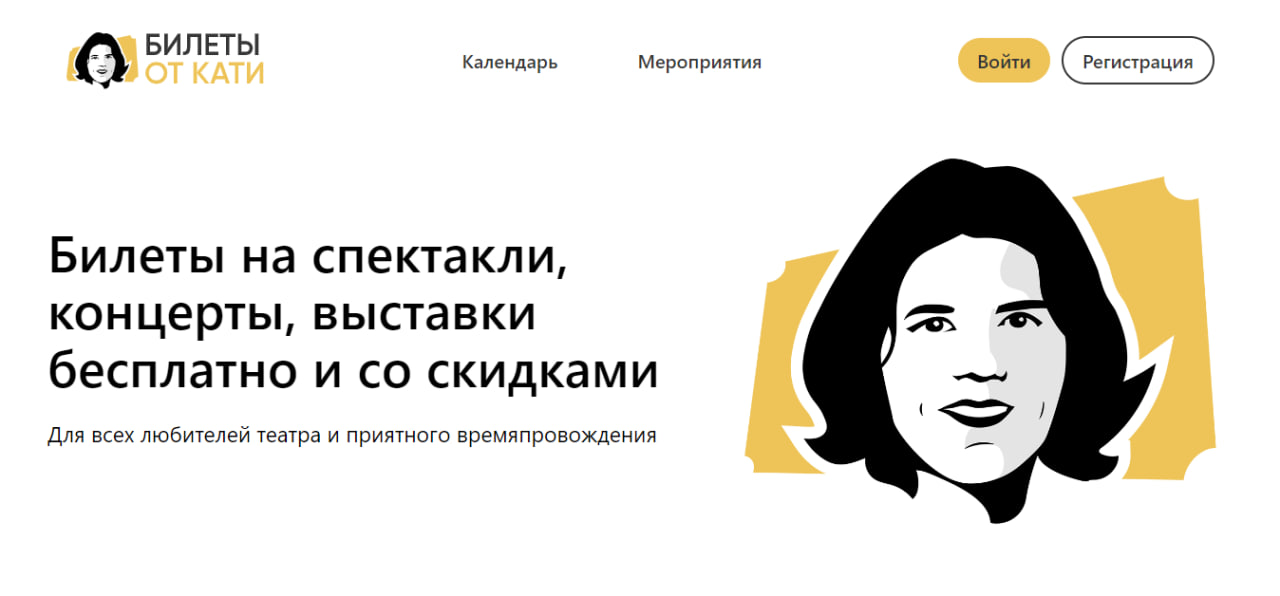 БИЛЕТЫ
ОТ КАТИ
Календарь
Мероприятия
Войти
Регистрация
Билеты на спектакли,
концерты, выставки
бесплатно и со скидками
Для всех любителей театра и приятного времяпровождения